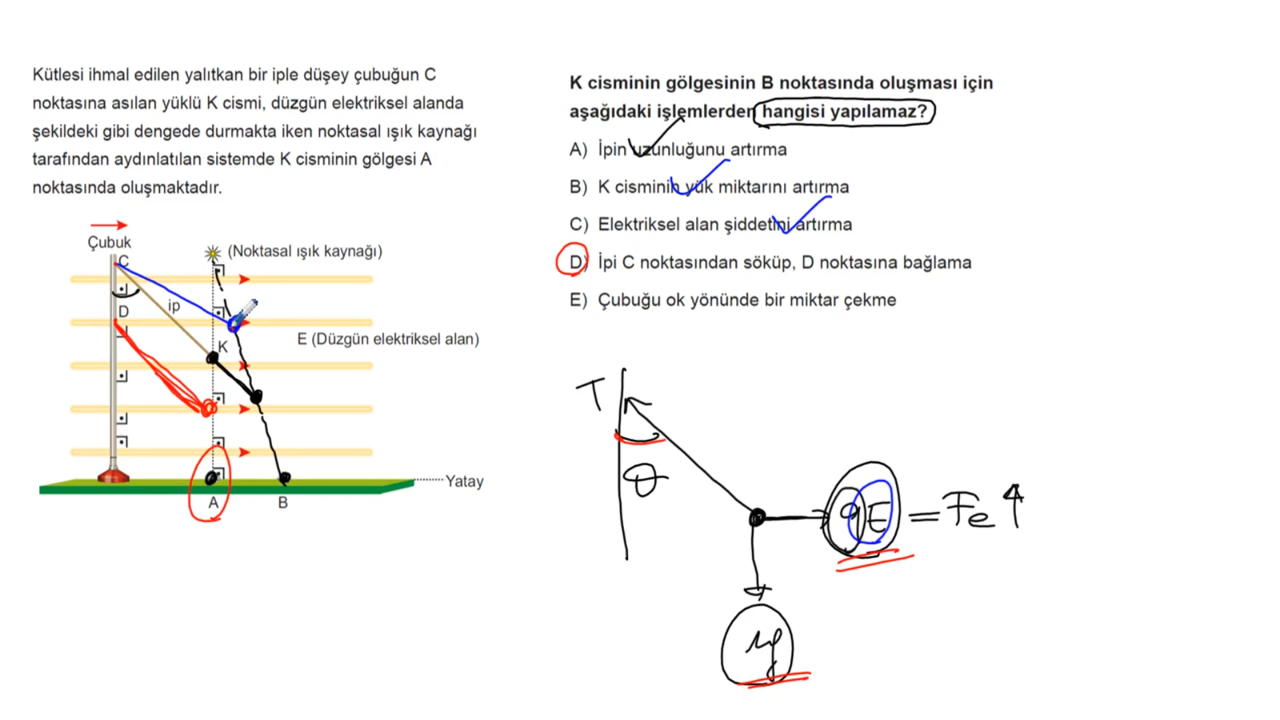 Kütlesi ihmal edilen yalıtkan bir iple düşey çubuğun C
noktasına asılan yüklü K cismi, düzgün elektriksel alanda
şekildeki gibi dengede durmakta iken noktasal ışık kaynağı
tarafından aydınlatılan sistemde K cisminin gölgesi A
noktasında oluşmaktadır.
Çubuk
C
(Noktasal ışık kaynağı)
D
ip
E (Düzgün elektriksel alan)
K
Yatay
A
B
K cisminin gölgesinin B noktasında oluşması için
aşağıdaki işlemlerden hangisi yapılamaz?
A) İpin uzunluğunu artırma
B) K cisminin yük miktarını artırma
C) Elektriksel alan şiddetini artırma
D) İpi C noktasından söküp, D noktasına bağlama
E) Çubuğu ok yönünde bir miktar çekme
T
θ
qE = Fe ↑
mg